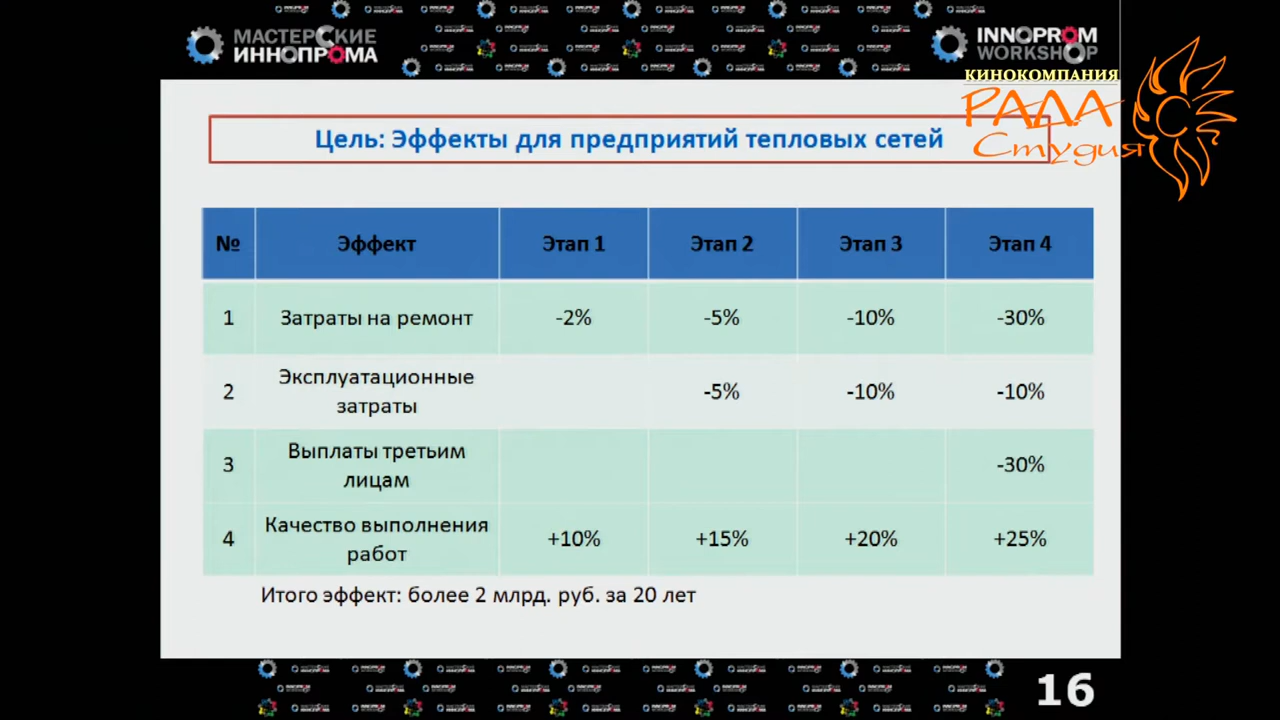 МАСТЕРСКИЕ
ИННОПРОМА
INNOPROM
WORKSHOP
КИНОКОМПАНИЯ
РАДА
Студия
Цель: Эффекты для предприятий тепловых сетей
№ Эффект Этап 1 Этап 2 Этап 3 Этап 4
1 Затраты на ремонт -2% -5% -10% -30%
2 Эксплуатационные затраты -5% -10% -10%
3 Выплаты третьим лицам -30%
4 Качество выполнения работ +10% +15% +20% +25%
Итого эффект: более 2 млрд. руб. за 20 лет
16